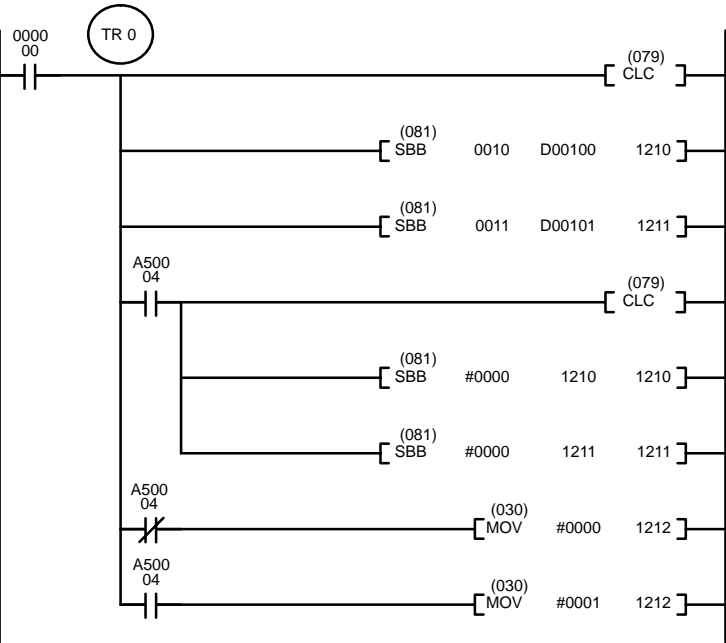 0000
00
TR 0
(079)
CLC
(081)
SBB 0010 D00100 1210
(081)
SBB 0011 D00101 1211
A500
04
(079)
CLC
(081)
SBB #0000 1210 1210
(081)
SBB #0000 1211 1211
A500
04
(030)
MOV #0000 1212
A500
04
(030)
MOV #0001 1212